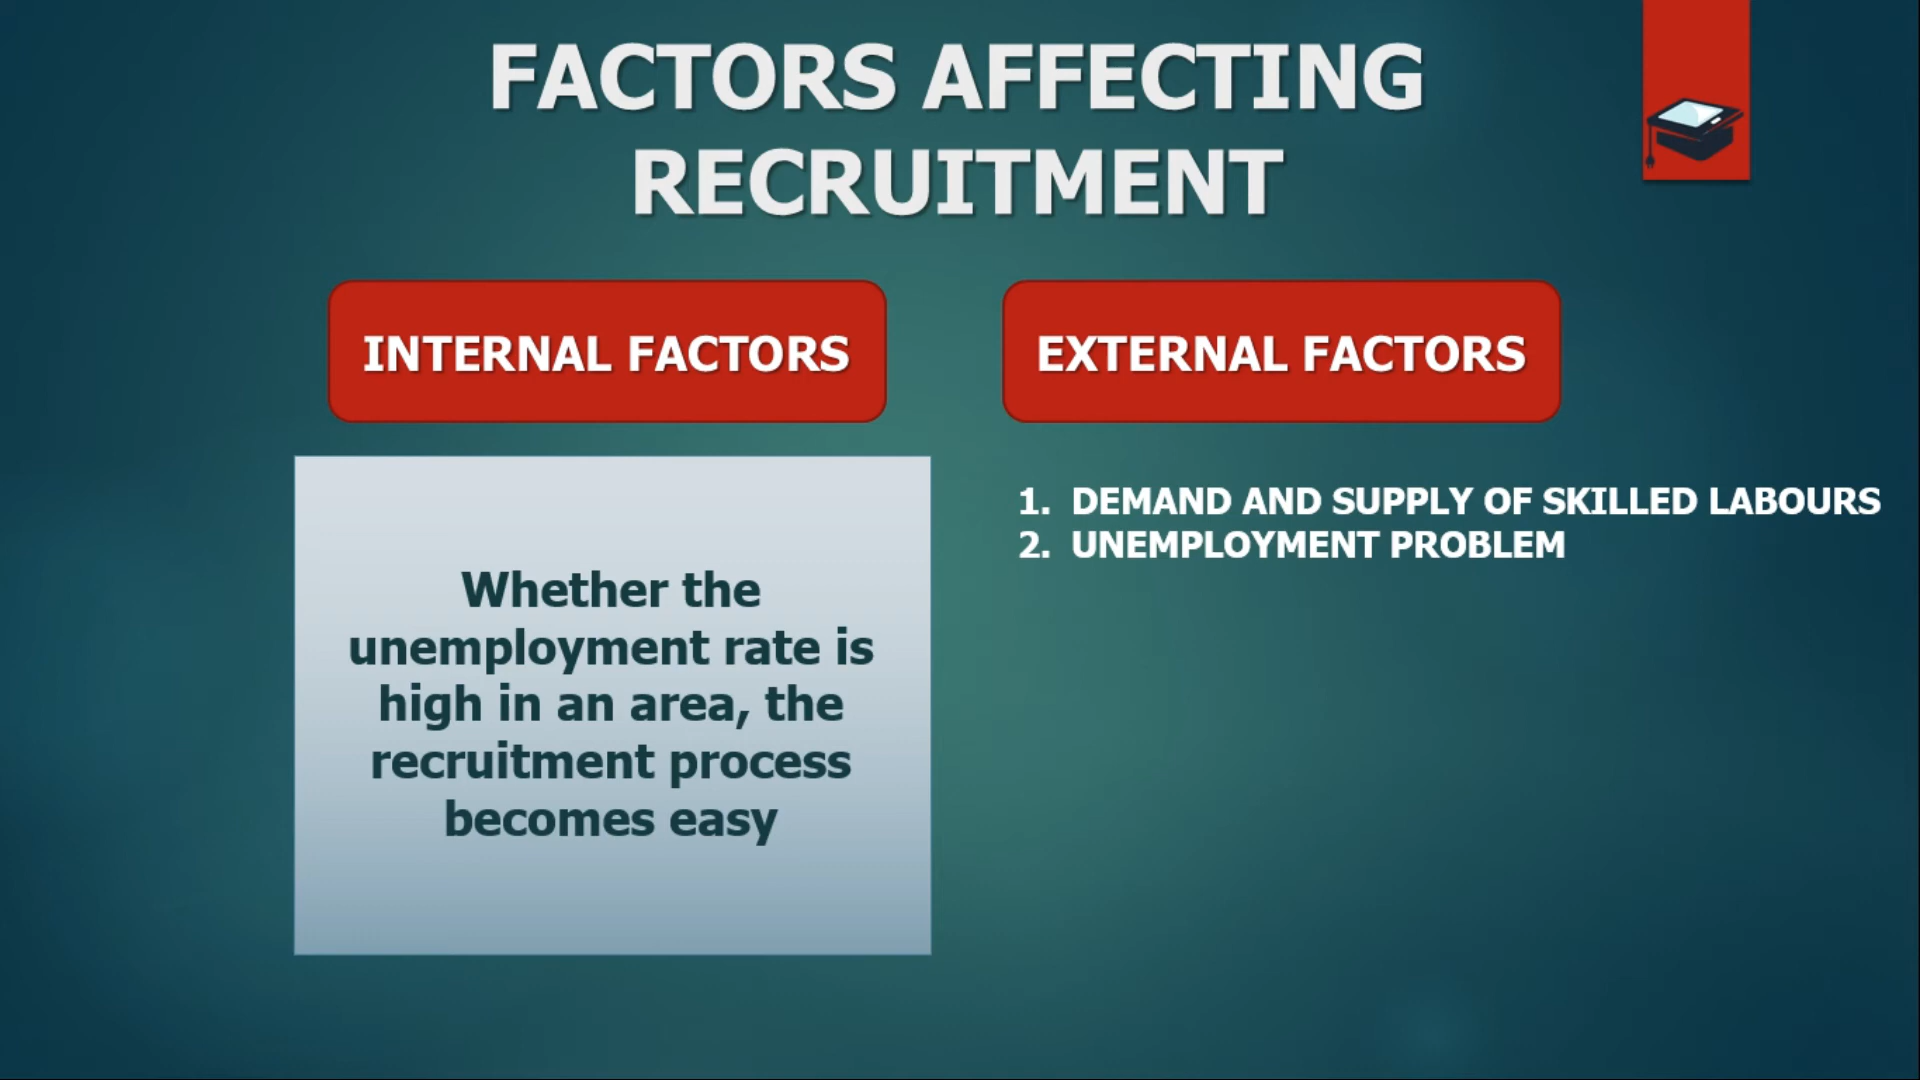 FACTORS AFFECTING
RECRUITMENT
INTERNAL FACTORS
EXTERNAL FACTORS
Whether the
unemployment rate is
high in an area, the
recruitment process
becomes easy
1. DEMAND AND SUPPLY OF SKILLED LABOURS
2. UNEMPLOYMENT PROBLEM